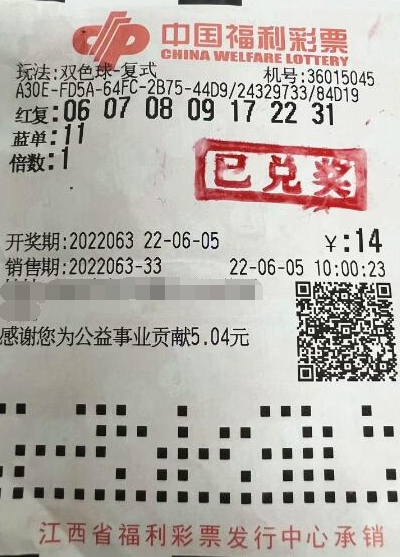 中国福利彩票
CHINA WELFARE LOTTERY
玩法:双色球-复式 机号:36015045
A30E-FD5A-64FC-2B75-44D9/24329733/84D19
红复:06 07 08 09 17 22 31
蓝单:11
倍数:1
已兑奖
开奖期:2022063 22-06-05 ¥:14
销售期:2022063-33 22-06-05 10:00:23
感谢您为公益事业贡献5.04元
江西省福利彩票发行中心承销